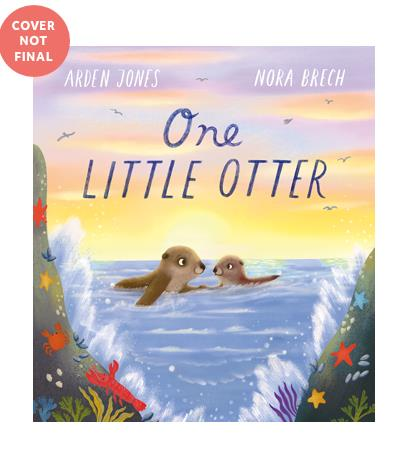 COVER
NOT
FINAL
ARDEN JONES
NORA BRECH
One
LITTLE OTTER